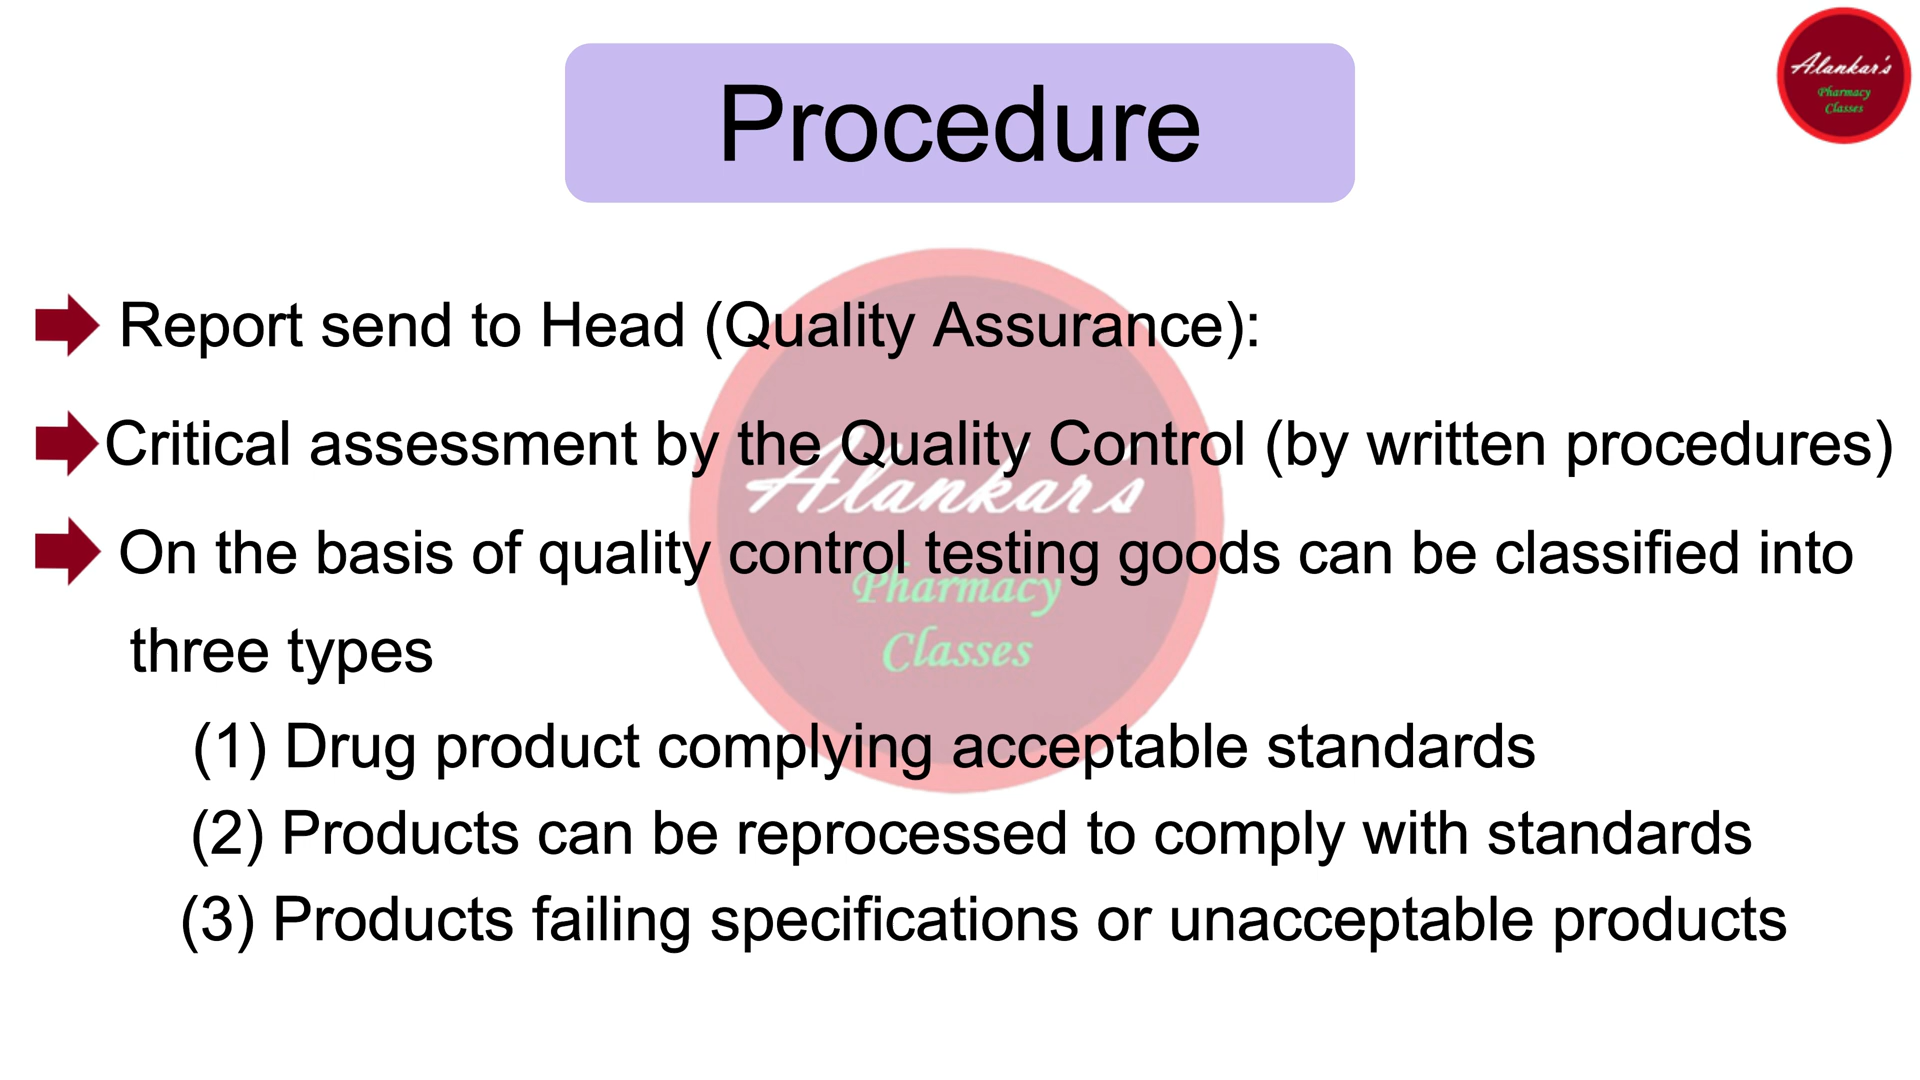 Procedure
Alankar's
Pharmacy
Classes
Report send to Head (Quality Assurance):
Critical assessment by the Quality Control (by written procedures)
On the basis of quality control testing goods can be classified into
three types
(1) Drug product complying acceptable standards
(2) Products can be reprocessed to comply with standards
(3) Products failing specifications or unacceptable products
Alankar's
Pharmacy
Classes